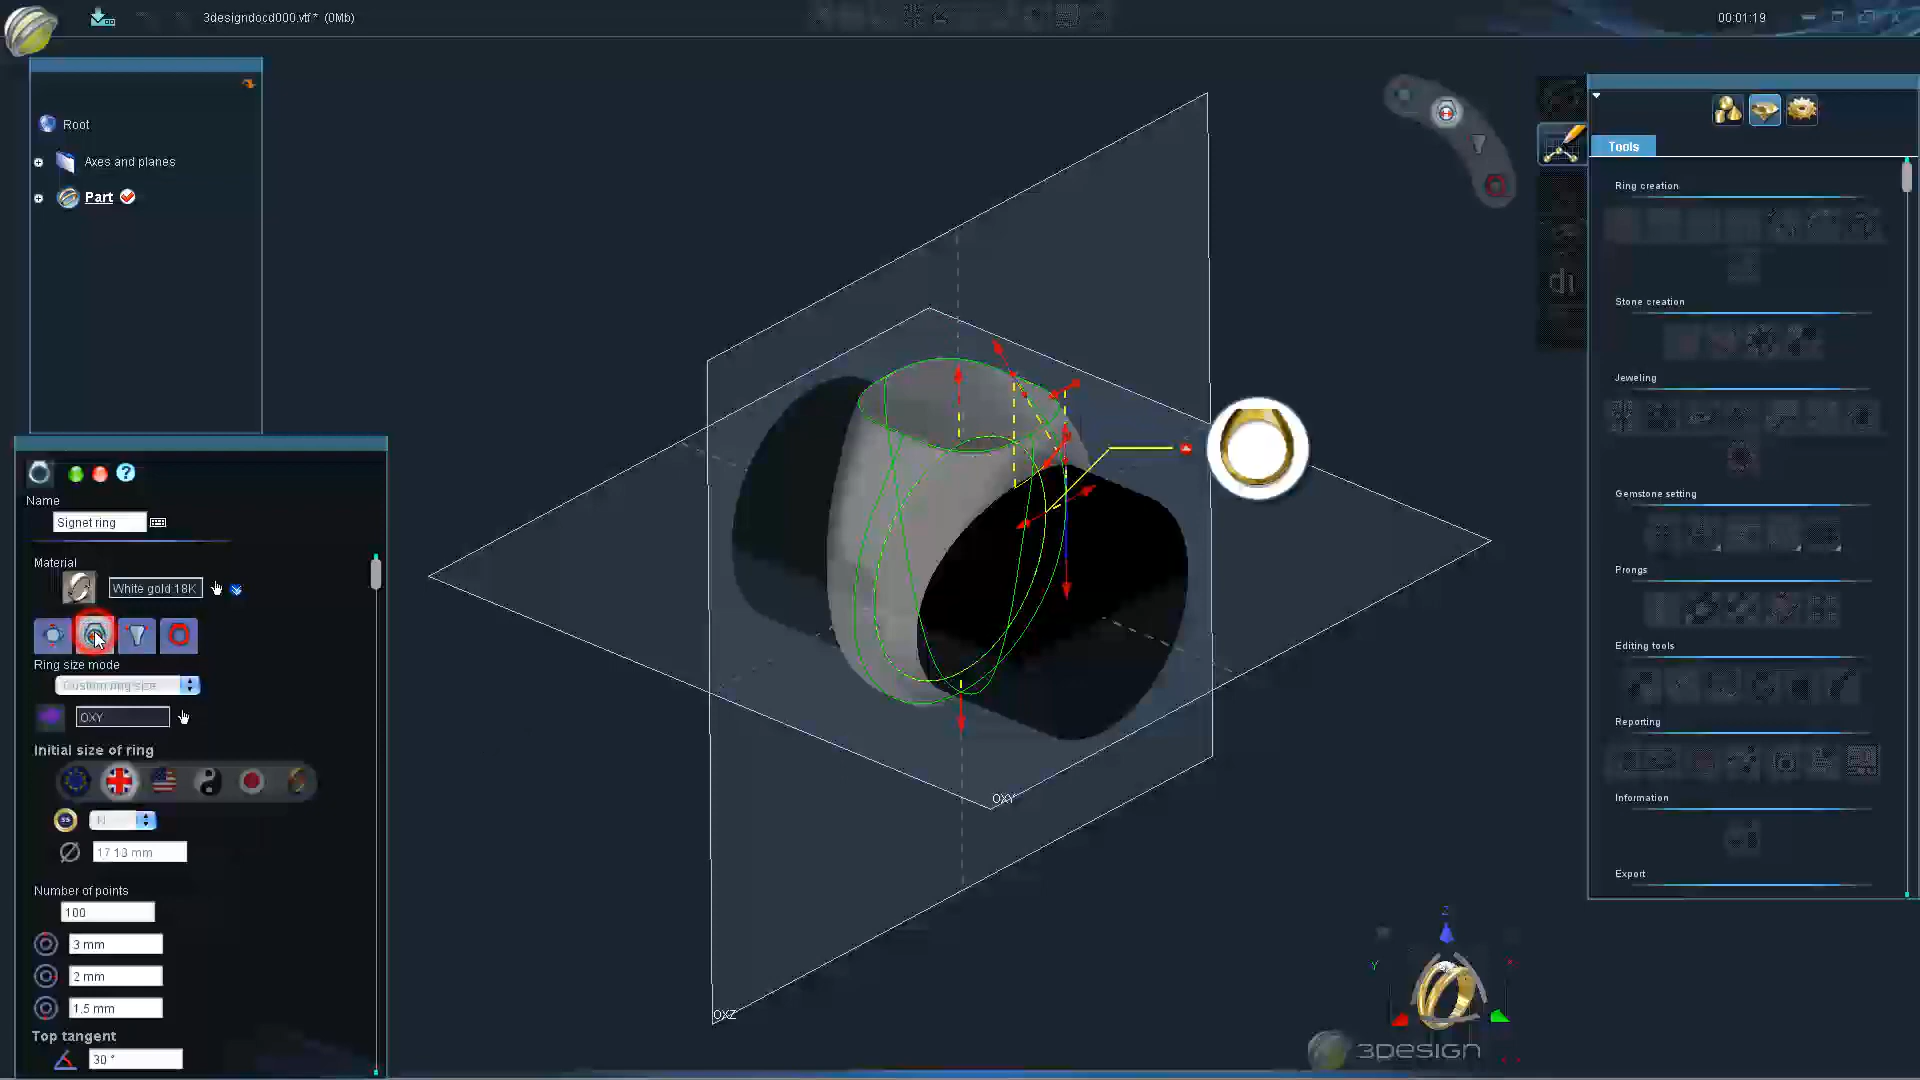 3designdocd000.vtf* (0Mb)
00:01:19
Root
Axes and planes
Part
Tools
Ring creation
Stone creation
Jeweling
Gemstone setting
Prongs
Editing tools
Reporting
Information
Export
?
Name
Signet ring
Material
White gold 18K
Ring size mode
Custom ring size
OXY
Initial size of ring
N
17.13 mm
Number of points
100
3 mm
2 mm
1.5 mm
Top tangent
30 °
OXY
OXZ
Z
Y
X
3DESIGN